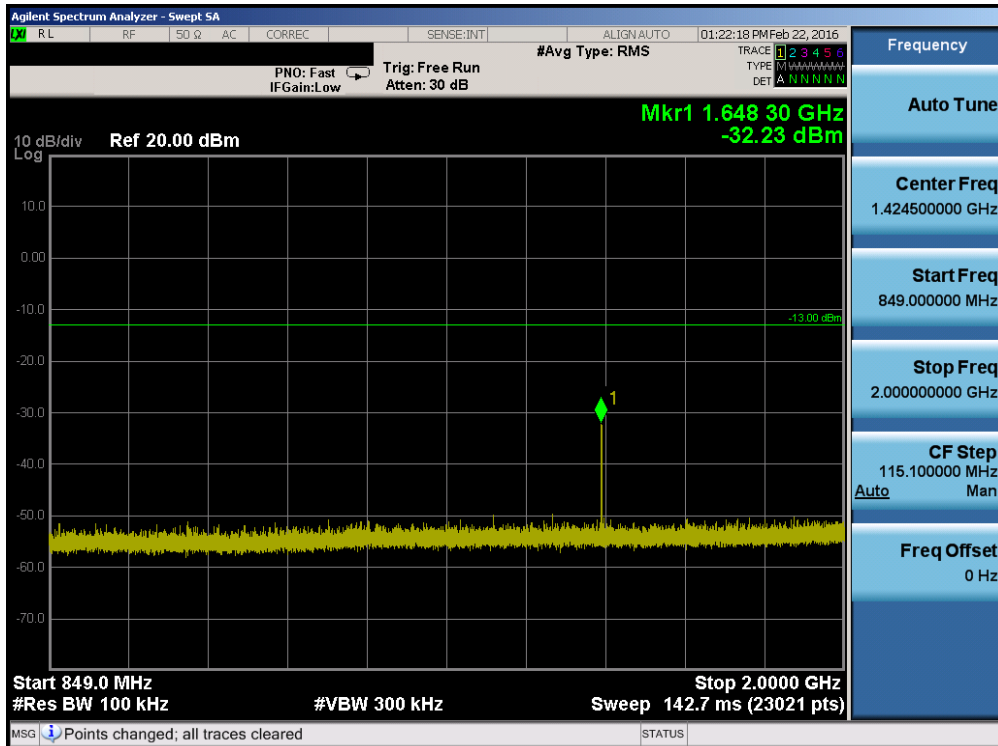 Agilent Spectrum Analyzer - Swept SA
LXI RL RF 50 Ω AC CORREC SENSE:INT ALIGN AUTO 01:22:18 PM Feb 22, 2016
#Avg Type: RMS TRACE 1 2 3 4 5 6
PNO: Fast Trig: Free Run TYPE M WWWWW
IFGain:Low Atten: 30 dB DET A N N N N N
Mkr1 1.648 30 GHz
-32.23 dBm
10 dB/div Ref 20.00 dBm
Log
10.0
0.00
-10.0
-13.00 dBm
-20.0
-30.0
1
-40.0
-50.0
-60.0
-70.0
Start 849.0 MHz Stop 2.0000 GHz
#Res BW 100 kHz #VBW 300 kHz Sweep 142.7 ms (23021 pts)
MSG Points changed; all traces cleared STATUS
Frequency
Auto Tune
Center Freq
1.424500000 GHz
Start Freq
849.000000 MHz
Stop Freq
2.000000000 GHz
CF Step
115.100000 MHz
Auto Man
Freq Offset
0 Hz